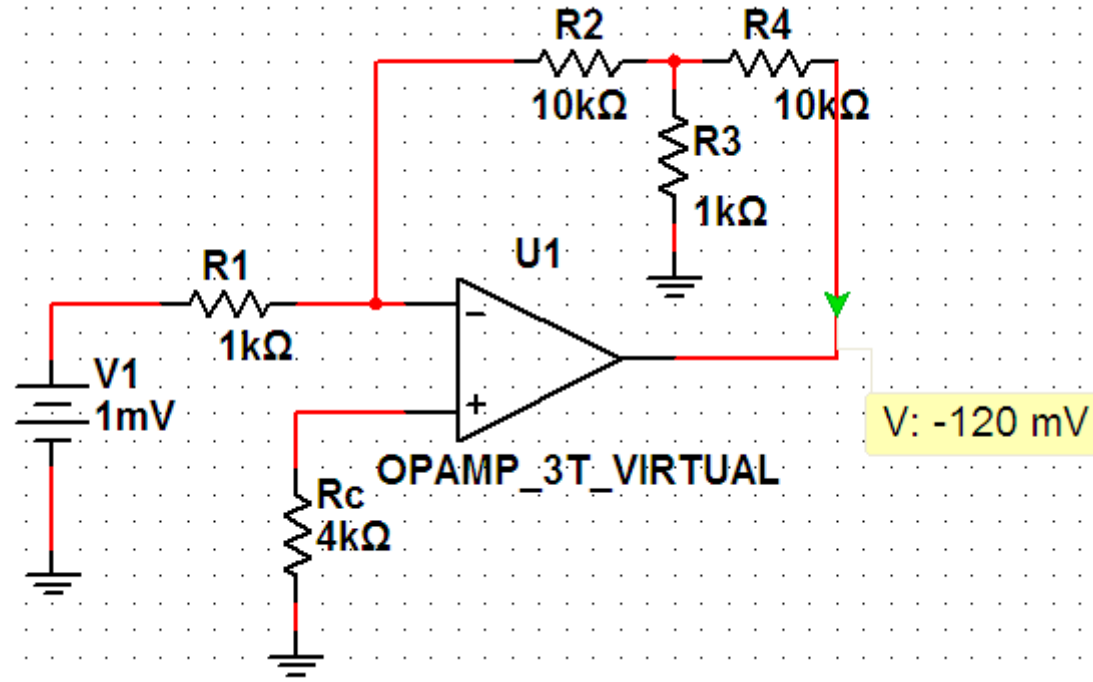 R2
R4
10kΩ
10kΩ
R3
1kΩ
U1
R1
1kΩ
V1
1mV
−
+
V: -120 mV
OPAMP_3T_VIRTUAL
Rc
4kΩ